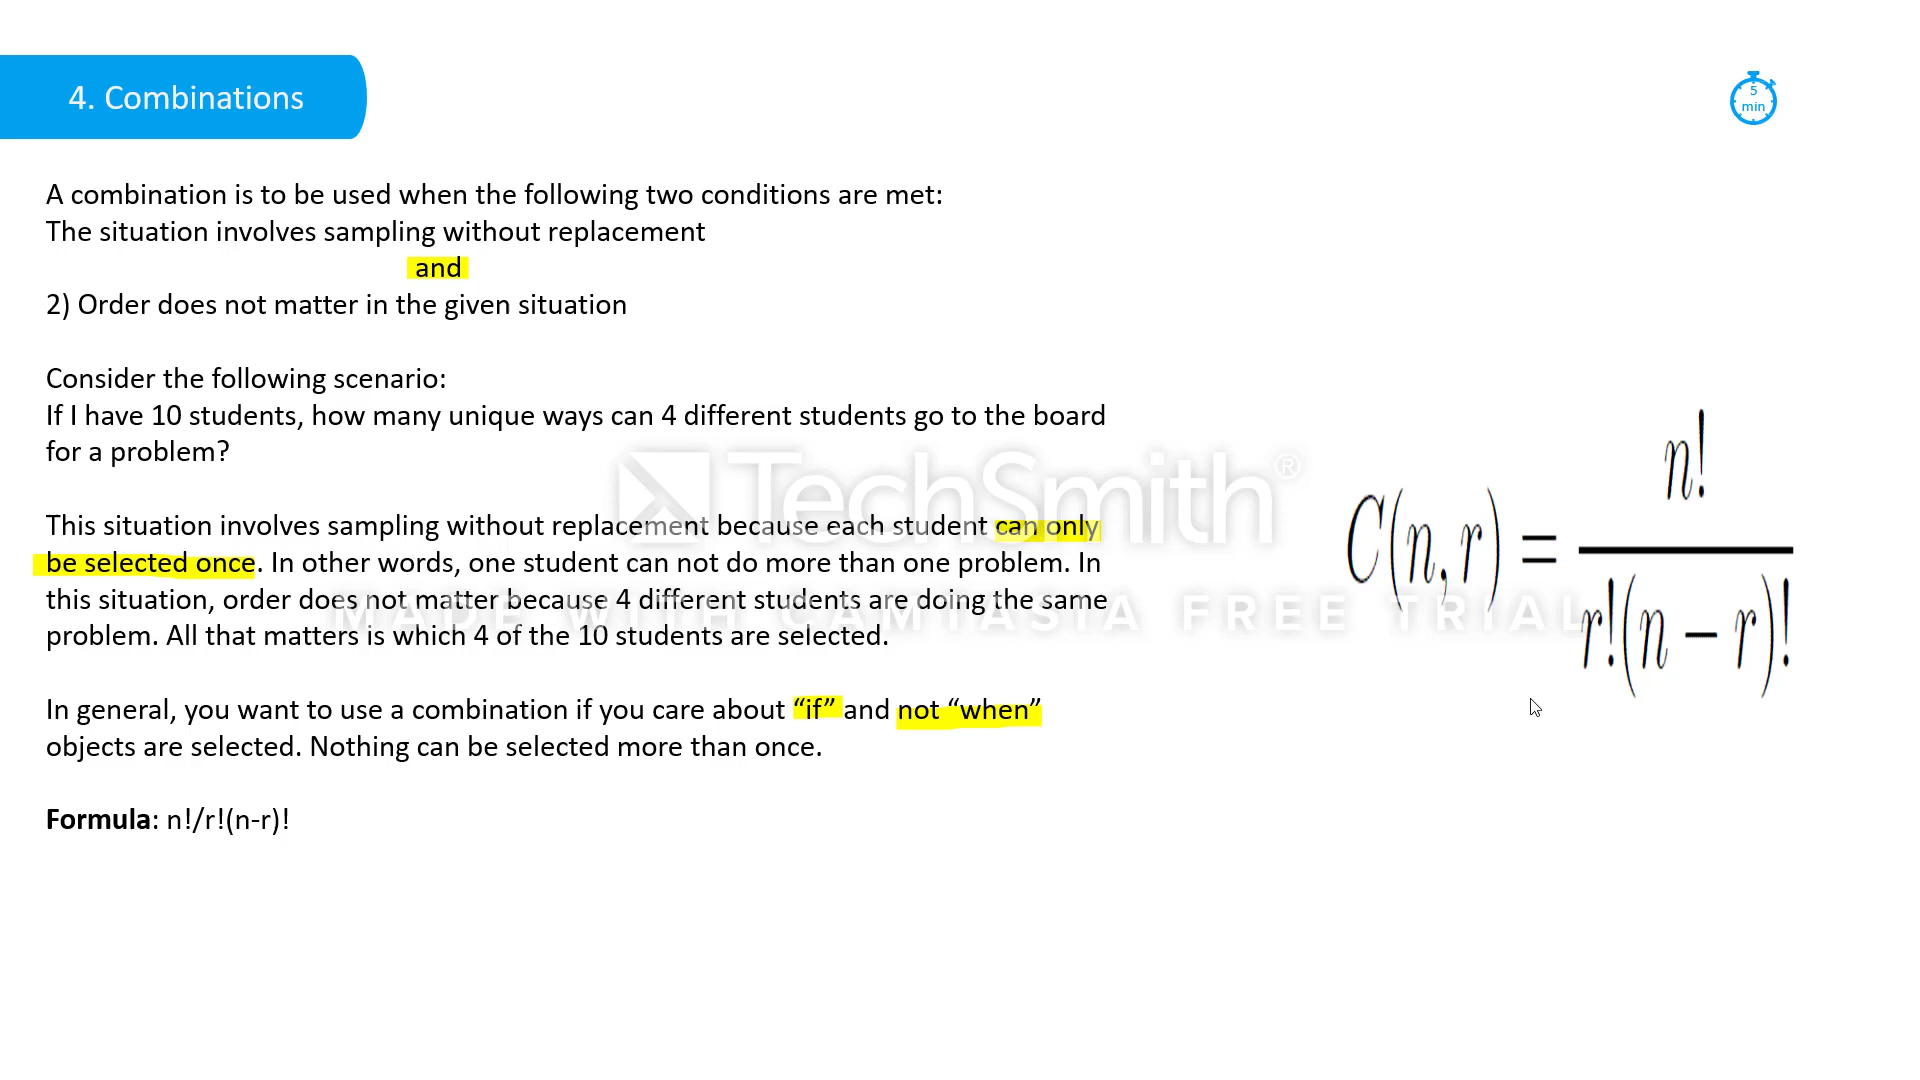 4. Combinations
5
min
A combination is to be used when the following two conditions are met:
The situation involves sampling without replacement
and
2) Order does not matter in the given situation
Consider the following scenario:
If I have 10 students, how many unique ways can 4 different students go to the board
for a problem?
This situation involves sampling without replacement because each student can only
be selected once. In other words, one student can not do more than one problem. In
this situation, order does not matter because 4 different students are doing the same
problem. All that matters is which 4 of the 10 students are selected.
In general, you want to use a combination if you care about “if” and not “when”
objects are selected. Nothing can be selected more than once.
Formula: n!/r!(n-r)!
n!
C(n,r) =
r!(n − r)!
TechSmith®
MADE WITH CAMTASIA FREE TRIAL